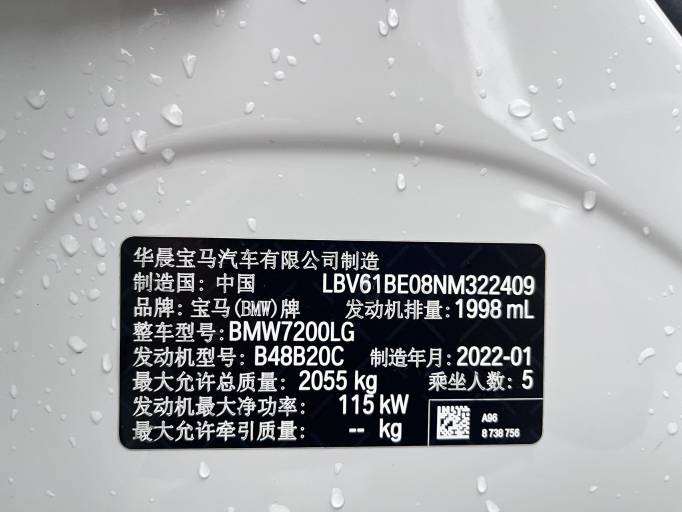 华晨宝马汽车有限公司制造
制造国: 中国 LBV61BE08NM322409
品牌: 宝马(BMW)牌 发动机排量: 1998 mL
整车型号: BMW7200LG
发动机型号: B48B20C 制造年月: 2022-01
最大允许总质量: 2055 kg 乘坐人数: 5
发动机最大净功率: 115 kW
最大允许牵引质量: -- kg
A96
8 738 756